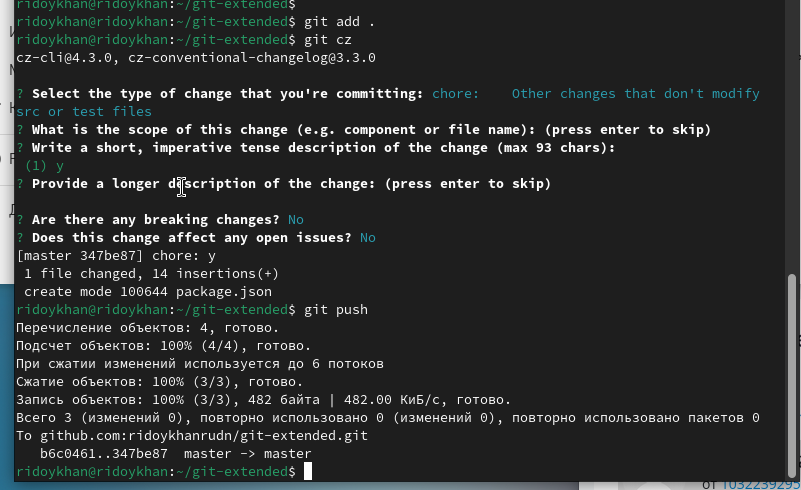 ridoykhan@ridoykhan:~/git-extended$
ridoykhan@ridoykhan:~/git-extended$ git add .
ridoykhan@ridoykhan:~/git-extended$ git cz
cz-cli@4.3.0, cz-conventional-changelog@3.3.0
? Select the type of change that you're committing: chore:    Other changes that don't modify
src or test files
? What is the scope of this change (e.g. component or file name): (press enter to skip)
? Write a short, imperative tense description of the change (max 93 chars):
(1) y
? Provide a longer description of the change: (press enter to skip)
? Are there any breaking changes? No
? Does this change affect any open issues? No
[master 347be87] chore: y
1 file changed, 14 insertions(+)
create mode 100644 package.json
ridoykhan@ridoykhan:~/git-extended$ git push
Перечисление объектов: 4, готово.
Подсчет объектов: 100% (4/4), готово.
При сжатии изменений используется до 6 потоков
Сжатие объектов: 100% (3/3), готово.
Запись объектов: 100% (3/3), 482 байта | 482.00 КиБ/с, готово.
Всего 3 (изменений 0), повторно использовано 0 (изменений 0), повторно использовано пакетов 0
To github.com:ridoykhanrudn/git-extended.git
b6c0461..347be87  master -> master
ridoykhan@ridoykhan:~/git-extended$
от 1032239295